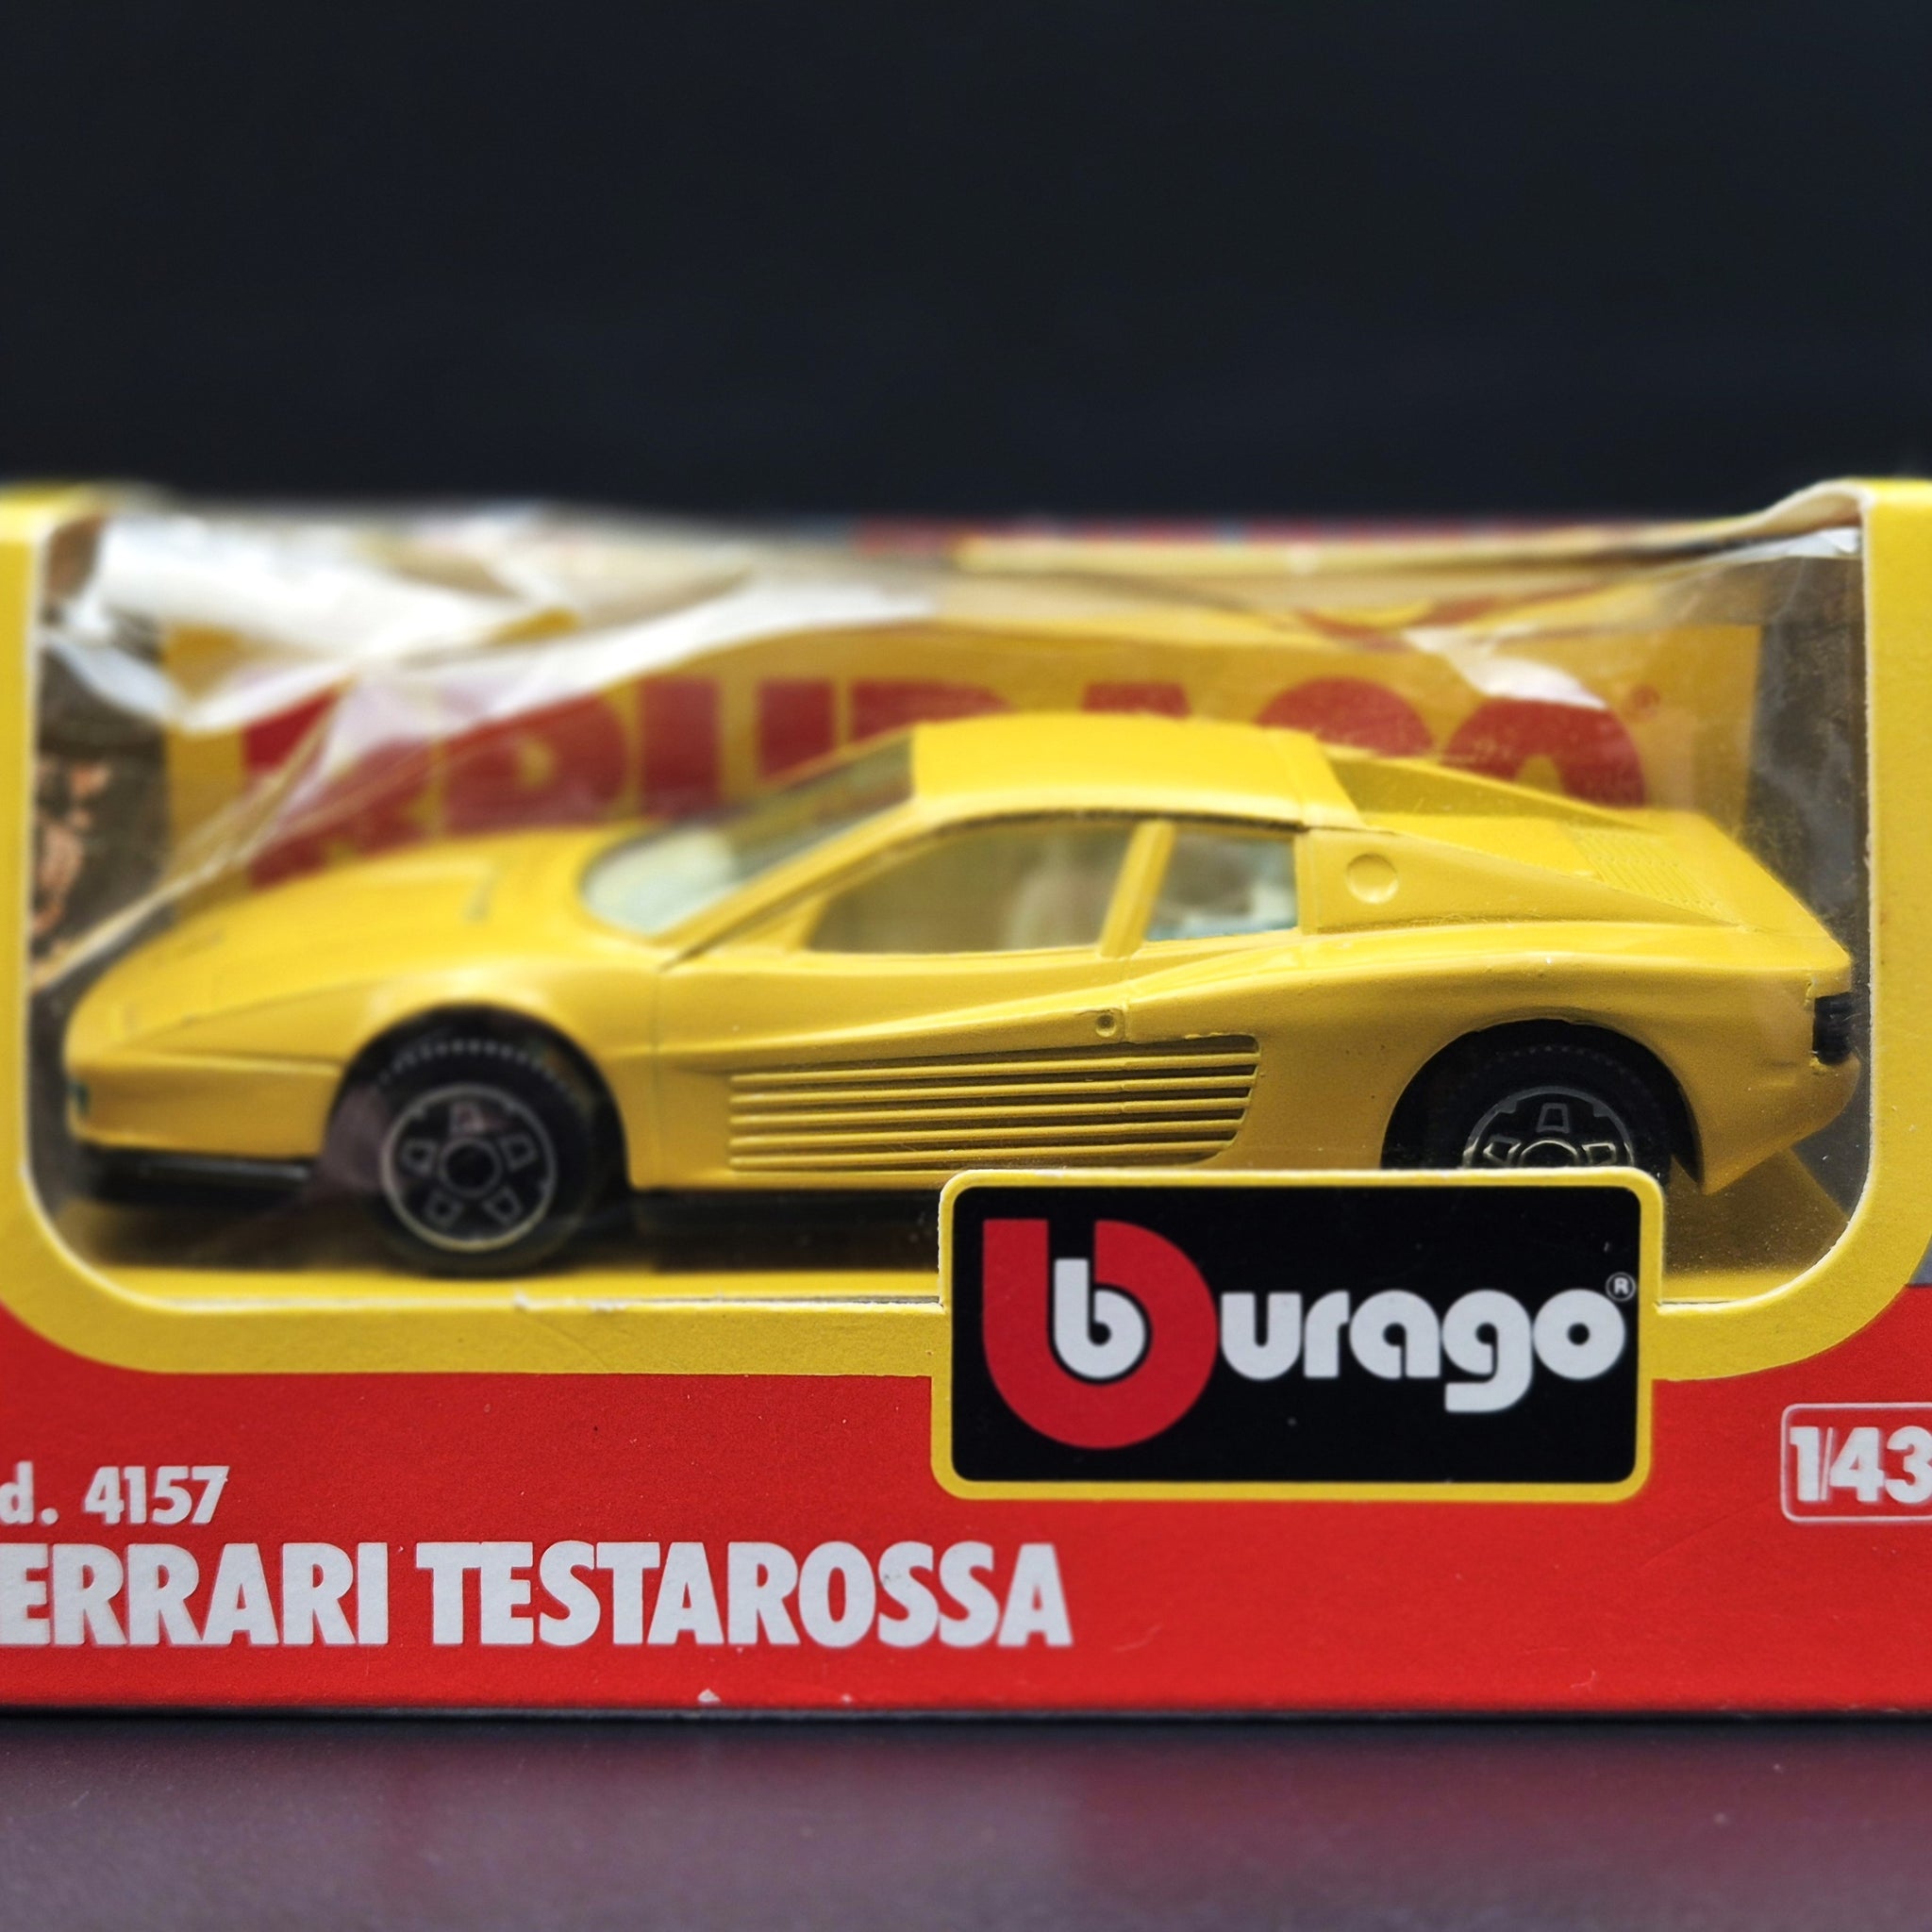 burago®
1/43
d. 4157
ERRARI TESTAROSSA